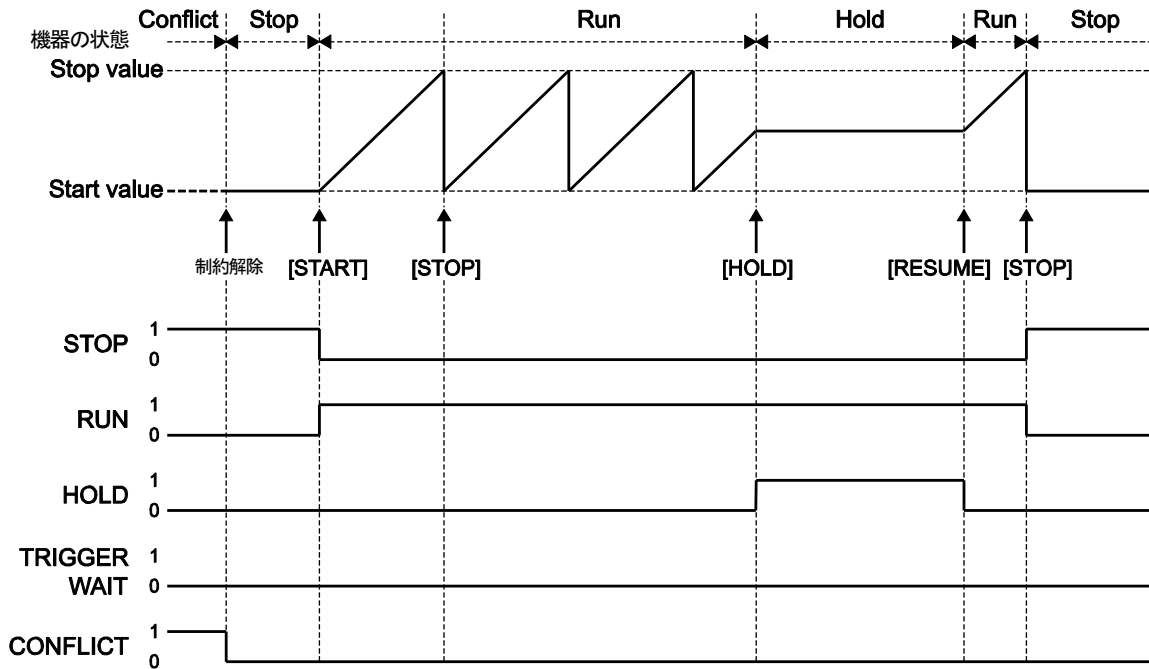 Conflict Stop Run Hold Run Stop
機器の状態
Stop value
Start value
制約解除 [START] [STOP] [HOLD] [RESUME] [STOP]
STOP 1
0
RUN 1
0
HOLD 1
0
TRIGGER 1
WAIT 0
CONFLICT 1
0